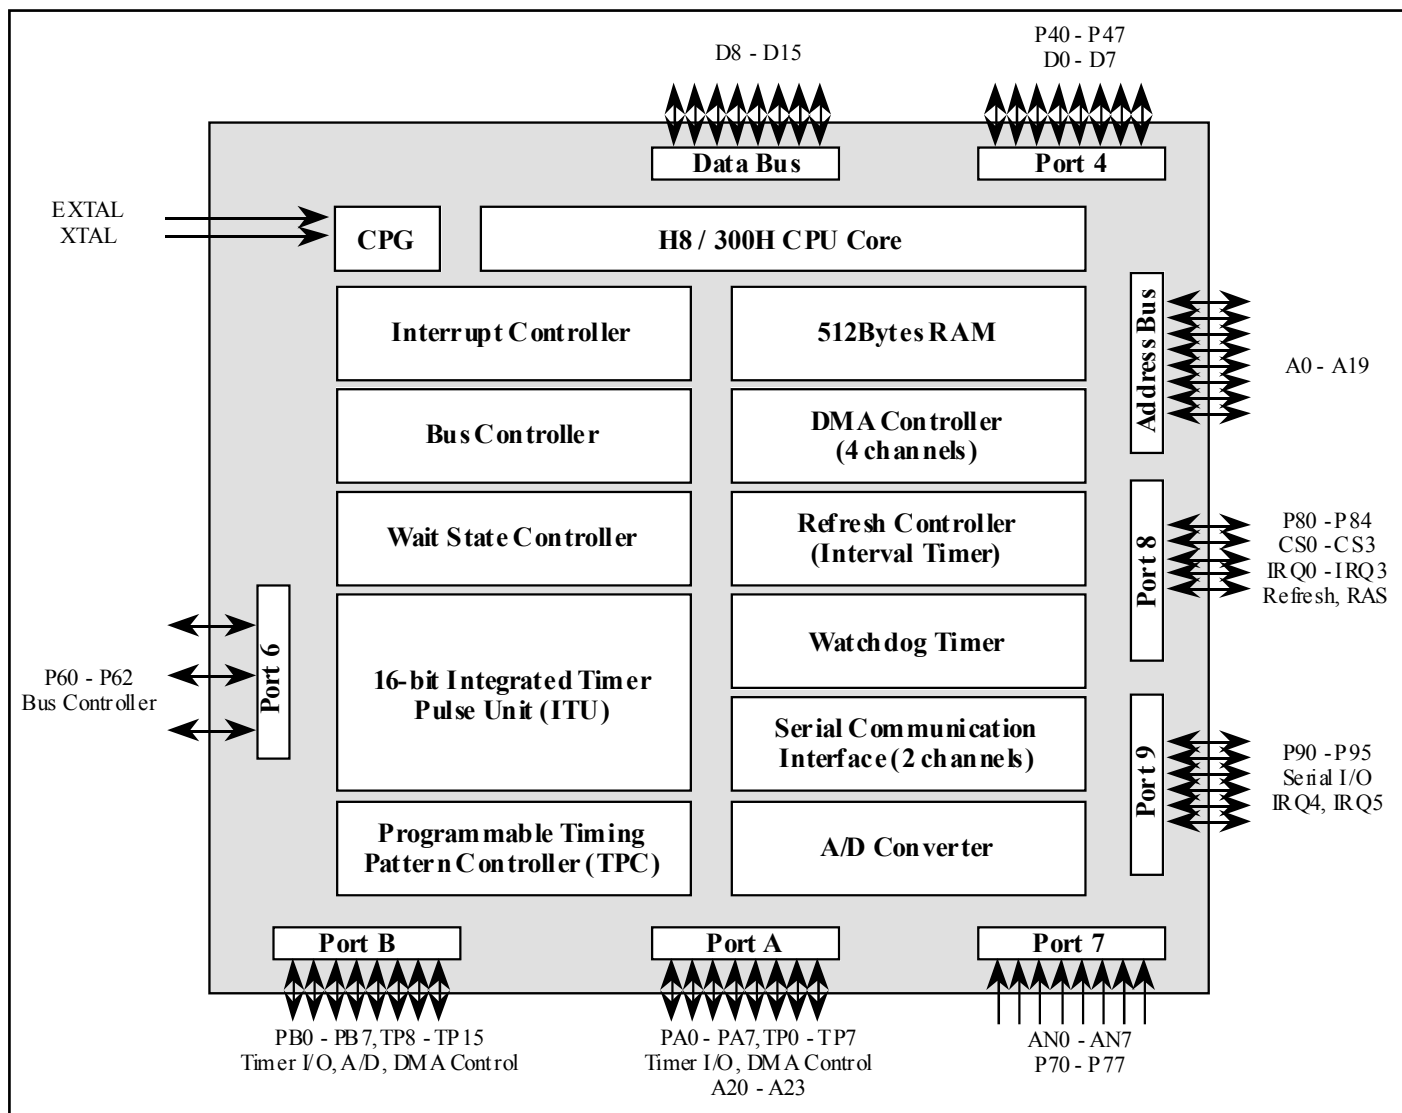 D8 - D15
P40 - P47
D0 - D7
Data Bus
Port 4
EXTAL
XTAL
CPG
H8 / 300H CPU Core
Interrupt Controller
512Bytes RAM
Address Bus
A0 - A19
Bus Controller
DMA Controller
(4 channels)
Wait State Controller
Refresh Controller
(Interval Timer)
Port 8
P80 - P84
CS0 - CS3
IRQ0 - IRQ3
Refresh, RAS
Port 6
P60 - P62
Bus Controller
16-bit Integrated Timer
Pulse Unit (ITU)
Watchdog Timer
Serial Communication
Interface (2 channels)
Port 9
P90 - P95
Serial I/O
IRQ4, IRQ5
Programmable Timing
Pattern Controller (TPC)
A/D Converter
Port B
Port A
Port 7
PB0 - PB7, TP8 - TP15
Timer I/O, A/D, DMA Control
PA0 - PA7, TP0 - TP7
Timer I/O, DMA Control
A20 - A23
AN0 - AN7
P70 - P77